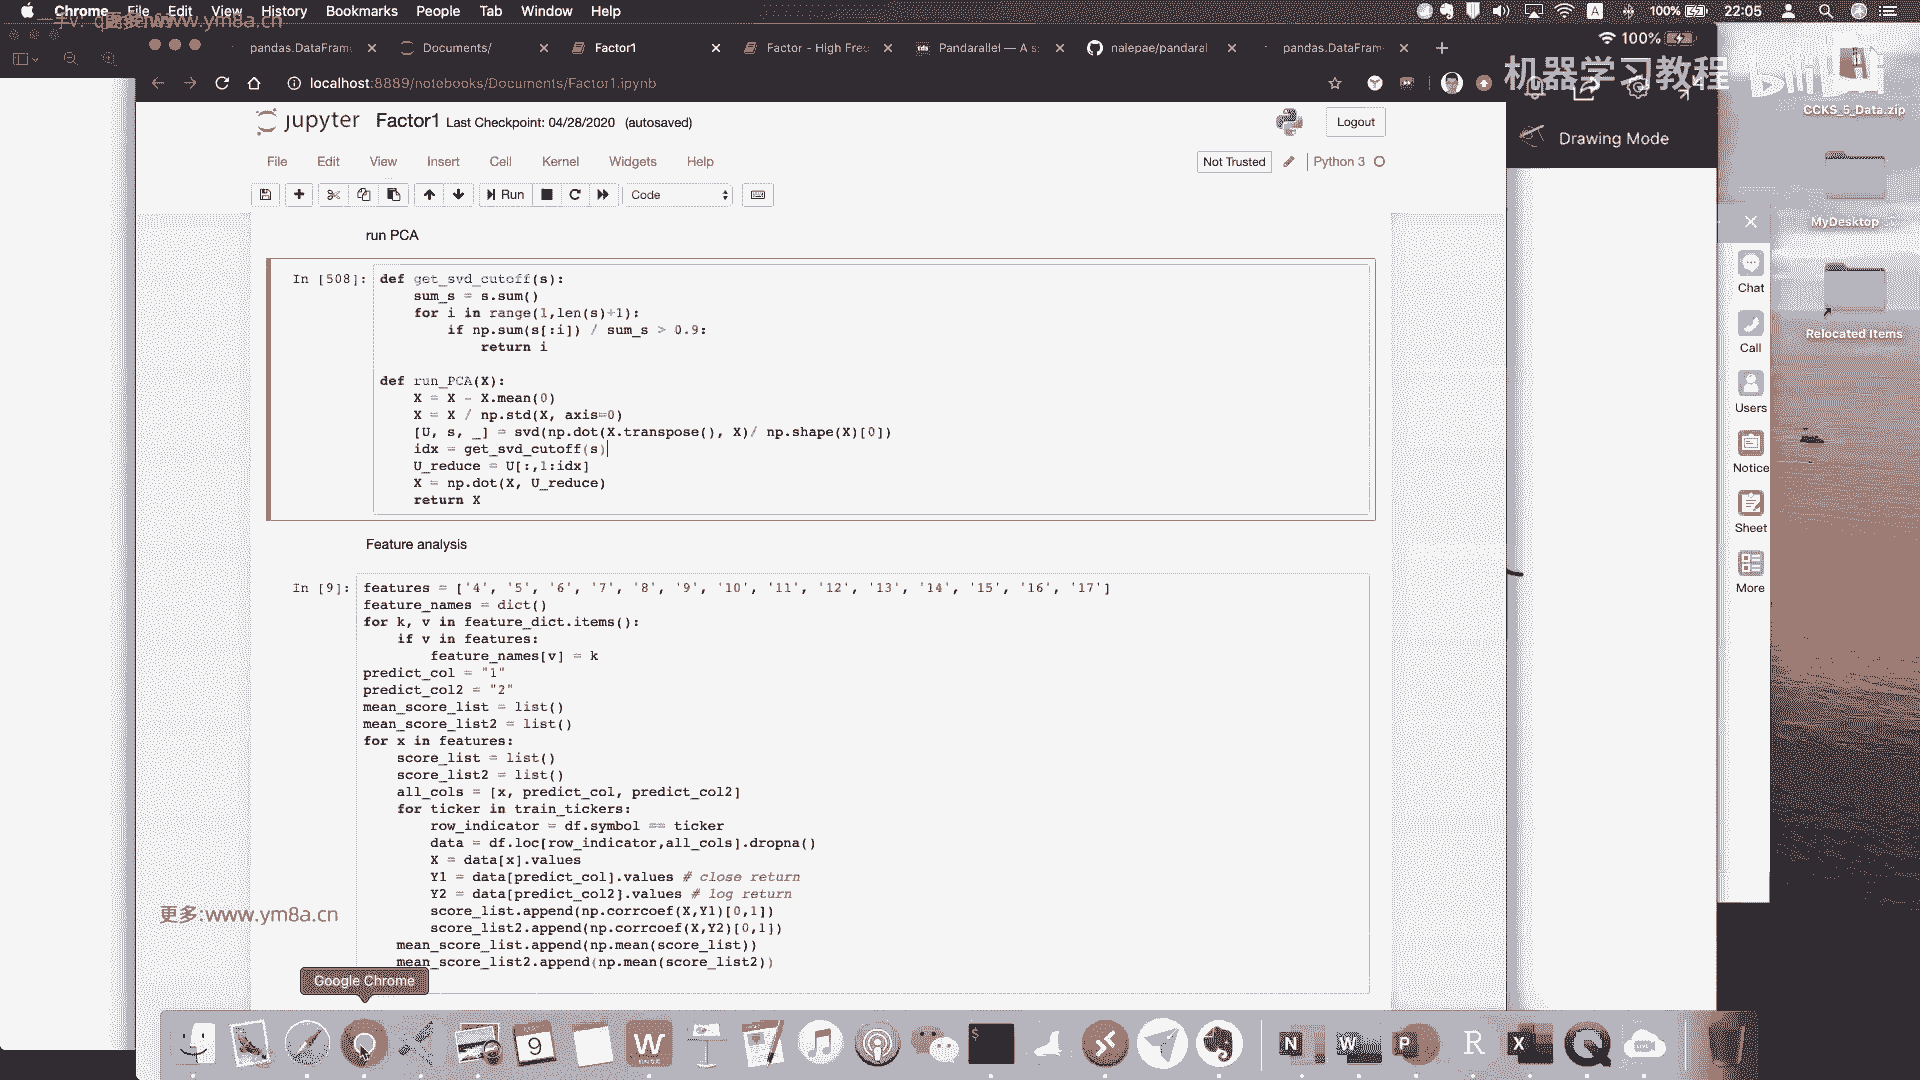 Chrome File Edit View History Bookmarks People Tab Window Help
100% 22:05
更多:www.ym8a.cn
pandas.DataFram
Documents/
Factor1
Factor - High Frec
Pandarallel — A s
nalepae/pandaral
pandas.DataFram
100%
localhost:8889/notebooks/Documents/Factor1.ipynb
机器学习教程
bilibili
CCKS_5_Data.zip
jupyter Factor1 Last Checkpoint: 04/28/2020 (autosaved)
Logout
Drawing Mode
File Edit View Insert Cell Kernel Widgets Help
Not Trusted
Python 3
Run
Code
MyDesktop
run PCA
In [508]:
def get_svd_cutoff(s):
    sum_s = s.sum()
    for i in range(1,len(s)+1):
        if np.sum(s[:i]) / sum_s > 0.9:
            return i
def run_PCA(X):
    X = X - X.mean(0)
    X = X / np.std(X, axis=0)
    [U, s, _] = svd(np.dot(X.transpose(), X)/ np.shape(X)[0])
    idx = get_svd_cutoff(s)
    U_reduce = U[:,1:idx]
    X = np.dot(X, U_reduce)
    return X
Chat
Call
Users
Notice
Sheet
More
Relocated Items
Feature analysis
In [9]:
features = ['4', '5', '6', '7', '8', '9', '10', '11', '12', '13', '14', '15', '16', '17']
feature_names = dict()
for k, v in feature_dict.items():
    if v in features:
        feature_names[v] = k
predict_col = "1"
predict_col2 = "2"
mean_score_list = list()
mean_score_list2 = list()
for x in features:
    score_list = list()
    score_list2 = list()
    all_cols = [x, predict_col, predict_col2]
    for ticker in train_tickers:
        row_indicator = df.symbol == ticker
        data = df.loc[row_indicator,all_cols].dropna()
        X = data[x].values
        Y1 = data[predict_col].values # close return
        Y2 = data[predict_col2].values # log return
        score_list.append(np.corrcoef(X,Y1)[0,1])
        score_list2.append(np.corrcoef(X,Y2)[0,1])
    mean_score_list.append(np.mean(score_list))
    mean_score_list2.append(np.mean(score_list2))
更多:www.ym8a.cn
Google Chrome
9